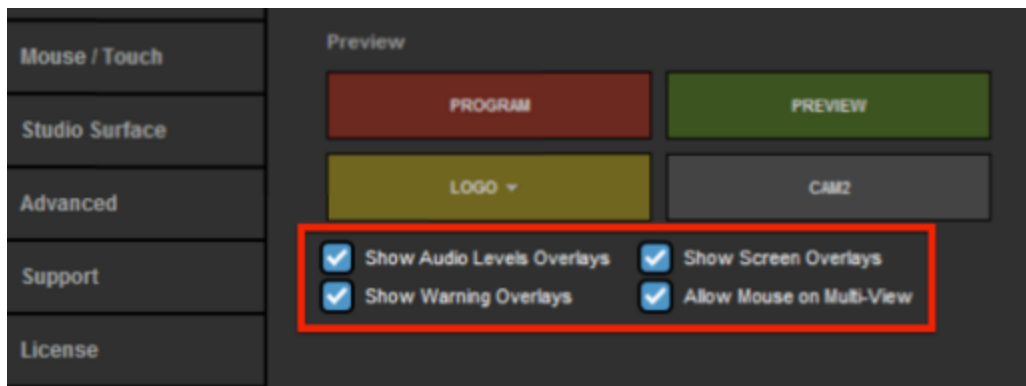 Mouse / Touch
Studio Surface
Advanced
Support
License
Preview
PROGRAM
PREVIEW
LOGO
CAM2
Show Audio Levels Overlays
Show Screen Overlays
Show Warning Overlays
Allow Mouse on Multi-View